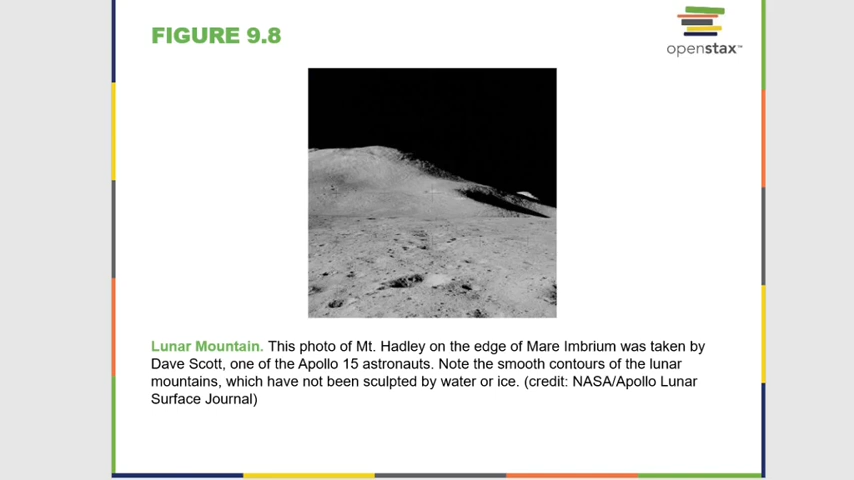 FIGURE 9.8
openstax™
Lunar Mountain. This photo of Mt. Hadley on the edge of Mare Imbrium was taken by
Dave Scott, one of the Apollo 15 astronauts. Note the smooth contours of the lunar
mountains, which have not been sculpted by water or ice. (credit: NASA/Apollo Lunar
Surface Journal)